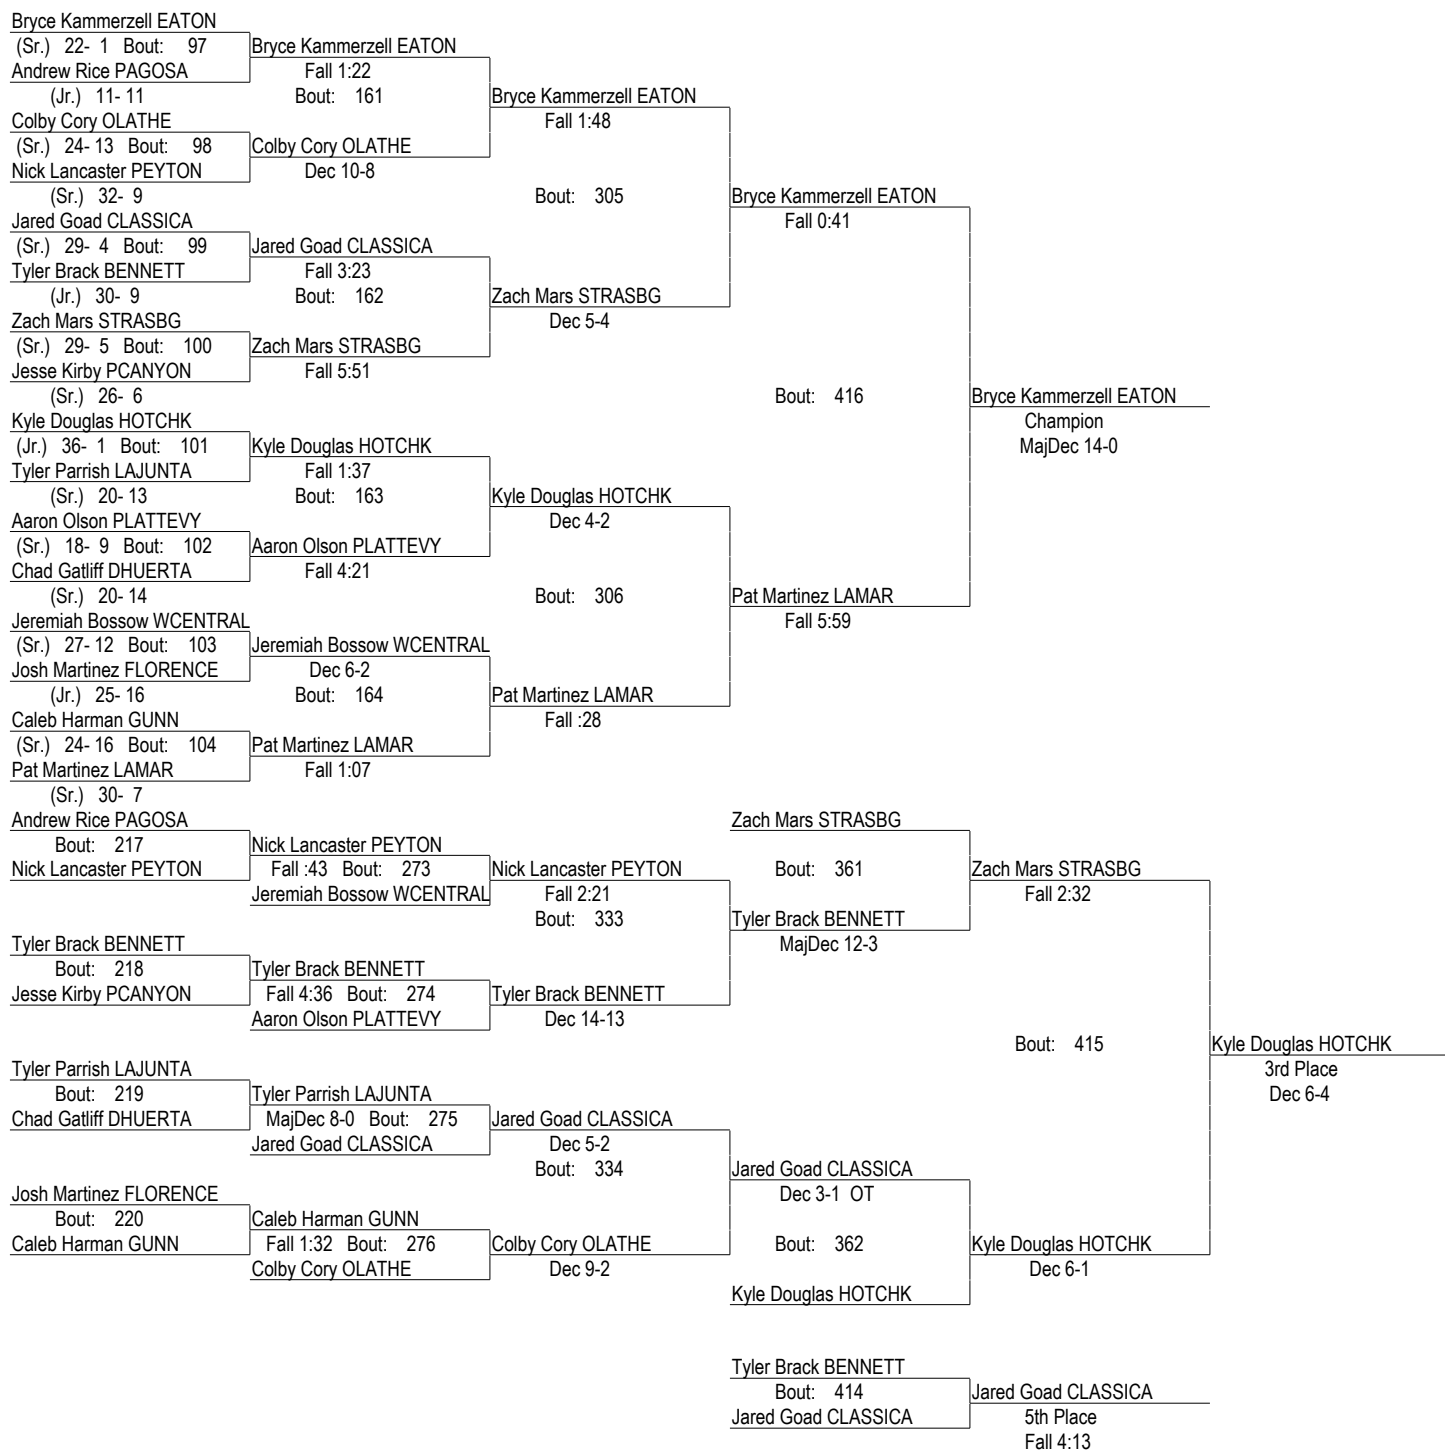 Bryce Kammerzell EATON
(Sr.) 22- 1 Bout: 97 Bryce Kammerzell EATON
Andrew Rice PAGOSA Fall 1:22
(Jr.) 11- 11 Bout: 161 Bryce Kammerzell EATON
Colby Cory OLATHE Fall 1:48
(Sr.) 24- 13 Bout: 98 Colby Cory OLATHE
Nick Lancaster PEYTON Dec 10-8
(Sr.) 32- 9 Bout: 305 Bryce Kammerzell EATON
Jared Goad CLASSICA Fall 0:41
(Sr.) 29- 4 Bout: 99 Jared Goad CLASSICA
Tyler Brack BENNETT Fall 3:23
(Jr.) 30- 9 Bout: 162 Zach Mars STRASBG
Zach Mars STRASBG Dec 5-4
(Sr.) 29- 5 Bout: 100 Zach Mars STRASBG
Jesse Kirby PCANYON Fall 5:51
(Sr.) 26- 6 Bout: 416 Bryce Kammerzell EATON
Kyle Douglas HOTCHK Champion
(Jr.) 36- 1 Bout: 101 Kyle Douglas HOTCHK MajDec 14-0
Tyler Parrish LAJUNTA Fall 1:37
(Sr.) 20- 13 Bout: 163 Kyle Douglas HOTCHK
Aaron Olson PLATTEVY Dec 4-2
(Sr.) 18- 9 Bout: 102 Aaron Olson PLATTEVY
Chad Gatliff DHUERTA Fall 4:21
(Sr.) 20- 14 Bout: 306 Pat Martinez LAMAR
Jeremiah Bossow WCENTRAL Fall 5:59
(Sr.) 27- 12 Bout: 103 Jeremiah Bossow WCENTRAL
Josh Martinez FLORENCE Dec 6-2
(Jr.) 25- 16 Bout: 164 Pat Martinez LAMAR
Caleb Harman GUNN Fall :28
(Sr.) 24- 16 Bout: 104 Pat Martinez LAMAR
Pat Martinez LAMAR Fall 1:07
(Sr.) 30- 7
Andrew Rice PAGOSA Zach Mars STRASBG
Bout: 217 Nick Lancaster PEYTON
Nick Lancaster PEYTON Fall :43 Bout: 273 Nick Lancaster PEYTON Bout: 361 Zach Mars STRASBG
Jeremiah Bossow WCENTRAL Fall 2:21 Fall 2:32
Bout: 333 Tyler Brack BENNETT
Tyler Brack BENNETT MajDec 12-3
Bout: 218 Tyler Brack BENNETT
Jesse Kirby PCANYON Fall 4:36 Bout: 274 Tyler Brack BENNETT
Aaron Olson PLATTEVY Dec 14-13
Bout: 415 Kyle Douglas HOTCHK
Tyler Parrish LAJUNTA 3rd Place
Bout: 219 Tyler Parrish LAJUNTA Dec 6-4
Chad Gatliff DHUERTA MajDec 8-0 Bout: 275 Jared Goad CLASSICA
Jared Goad CLASSICA Dec 5-2
Bout: 334 Jared Goad CLASSICA
Josh Martinez FLORENCE Dec 3-1 OT
Bout: 220 Caleb Harman GUNN
Caleb Harman GUNN Fall 1:32 Bout: 276 Colby Cory OLATHE Bout: 362 Kyle Douglas HOTCHK
Colby Cory OLATHE Dec 9-2 Dec 6-1
Kyle Douglas HOTCHK
Tyler Brack BENNETT
Bout: 414 Jared Goad CLASSICA
Jared Goad CLASSICA 5th Place
Fall 4:13